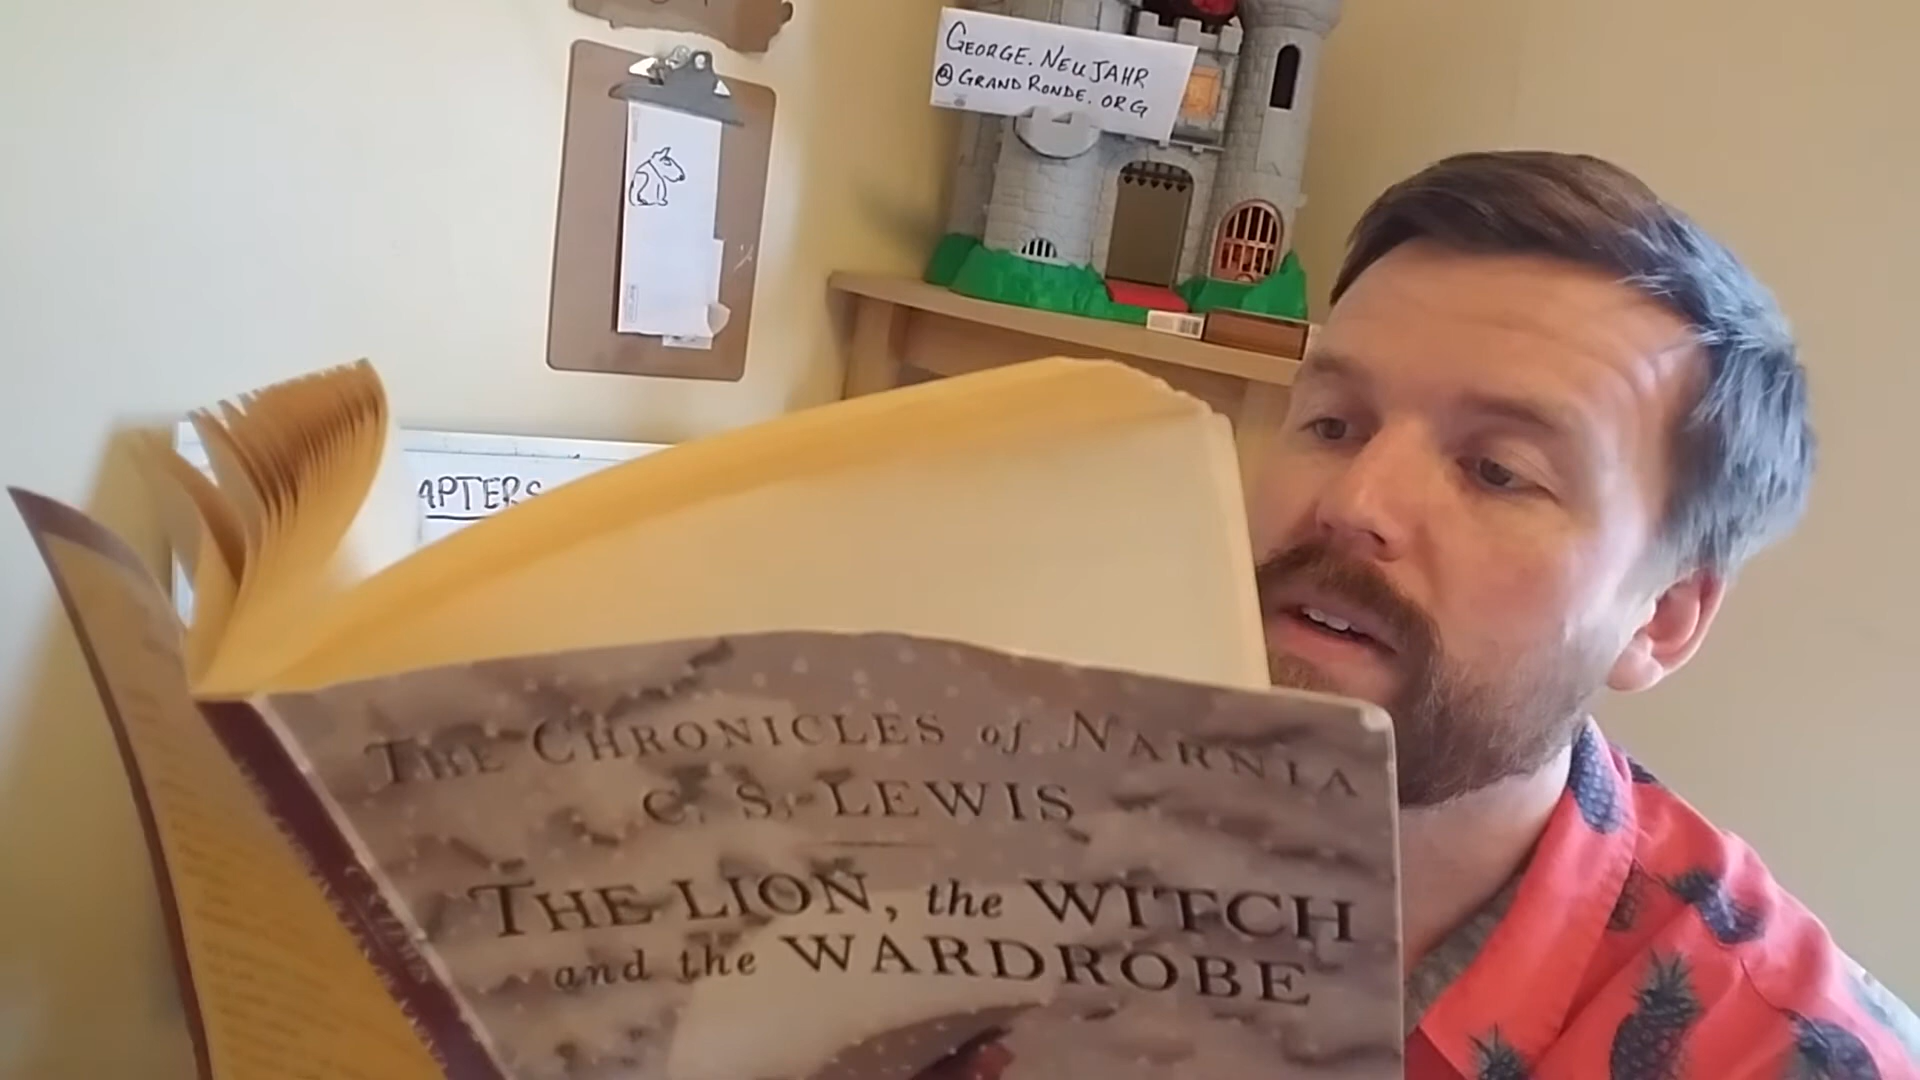 GEORGE.NEUJAHR
@GRANDRONDE.ORG
APTERS
THE CHRONICLES of NARNIA
C. S. LEWIS
THE LION, the WITCH
and the WARDROBE